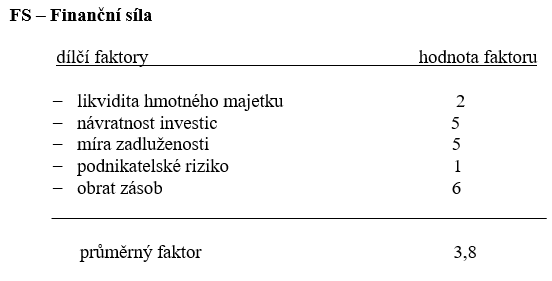 FS – Finanční síla
dílčí faktory hodnota faktoru
– likvidita hmotného majetku 2
– návratnost investic 5
– míra zadluženosti 5
– podnikatelské riziko 1
– obrat zásob 6
průměrný faktor 3,8